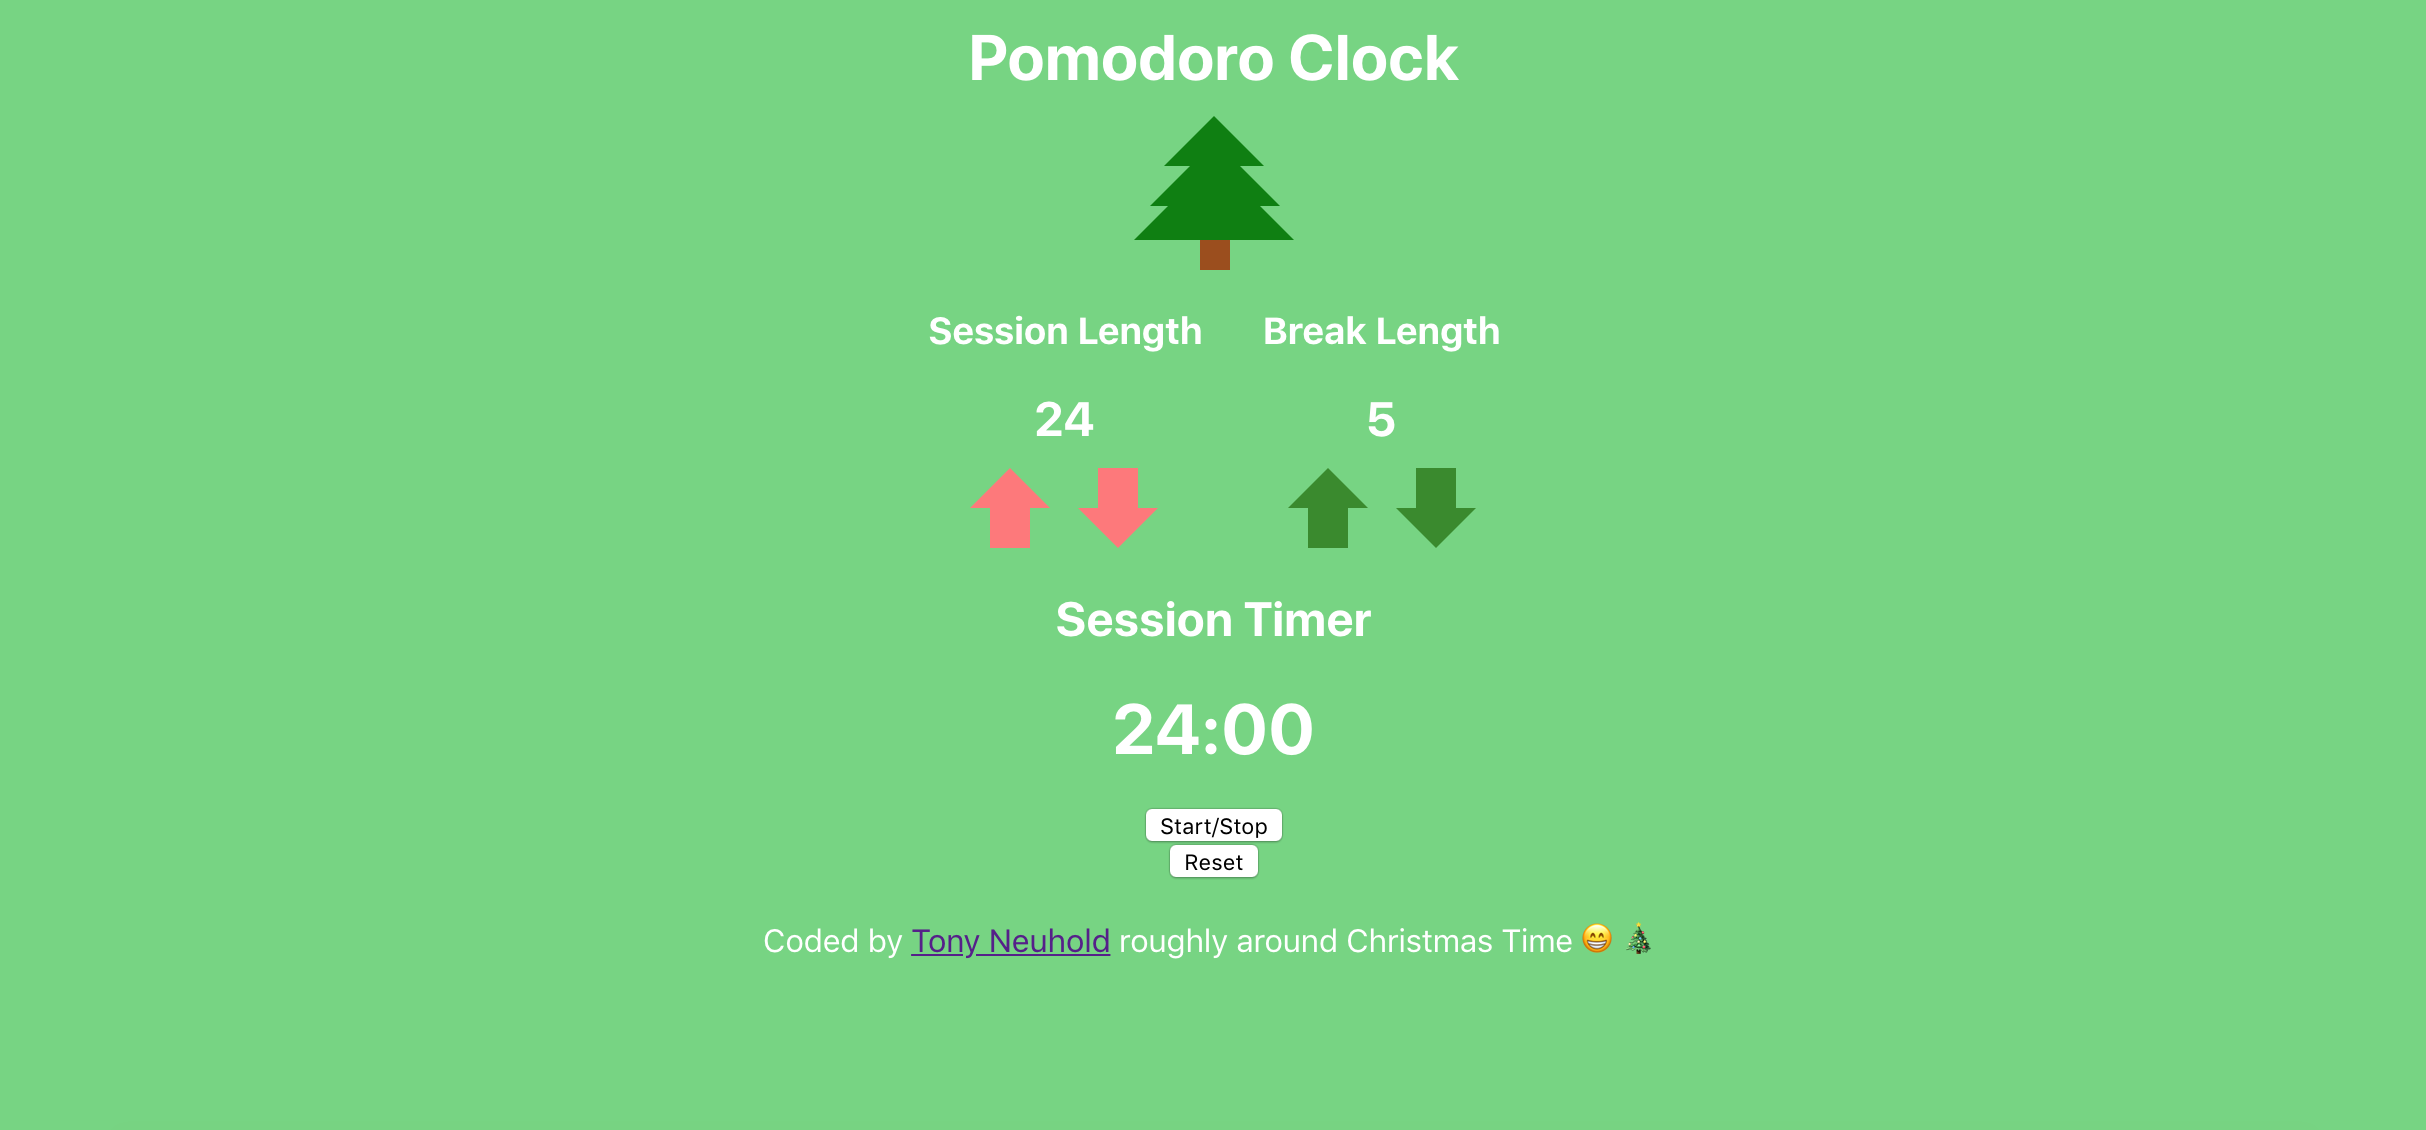 Pomodoro Clock
Session Length Break Length
24 5
Session Timer
24:00
Start/Stop
Reset
Coded by Tony Neuhold roughly around Christmas Time 😁 🎄